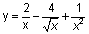 y = 2/x − 4/√x + 1/x²